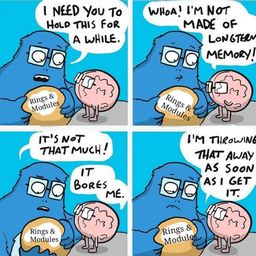 I NEED YOU TO
HOLD THIS FOR
A WHILE.
Rings &
Modules
WHOA! I'M NOT
MADE OF
LONGTERM
MEMORY!
Rings &
Modules
IT'S NOT
THAT MUCH!
IT
BORES
ME.
Rings &
Modules
I'M THROWING
THAT AWAY
AS SOON
AS I GET
IT.
Rings &
Modules